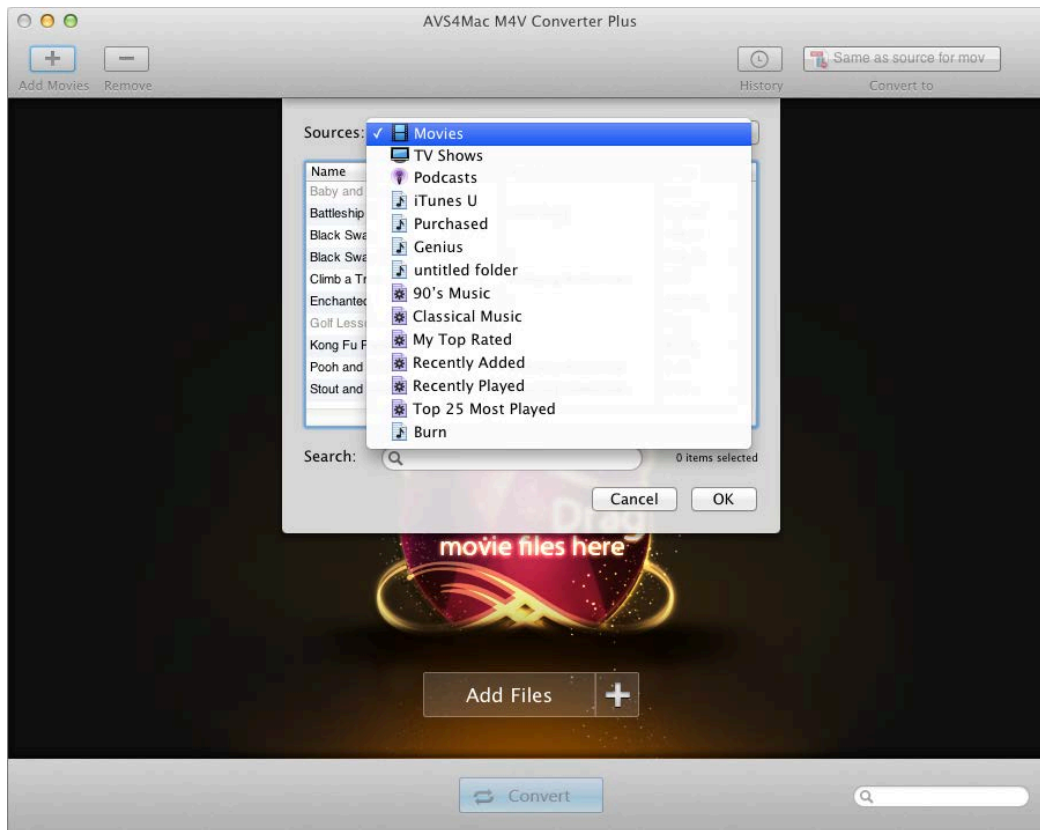 AVS4Mac M4V Converter Plus
Same as source for mov
Add Movies Remove History Convert to
Sources: ✓ Movies
TV Shows
Podcasts
iTunes U
Purchased
Genius
untitled folder
90's Music
Classical Music
My Top Rated
Recently Added
Recently Played
Top 25 Most Played
Burn
Name
Baby and
Battleship
Black Swa
Black Swa
Climb a Tr
Enchanted
Golf Less
Kong Fu P
Pooh and
Stout and
Search: 0 items selected
Cancel OK
Drag
movie files here
Add Files +
Convert